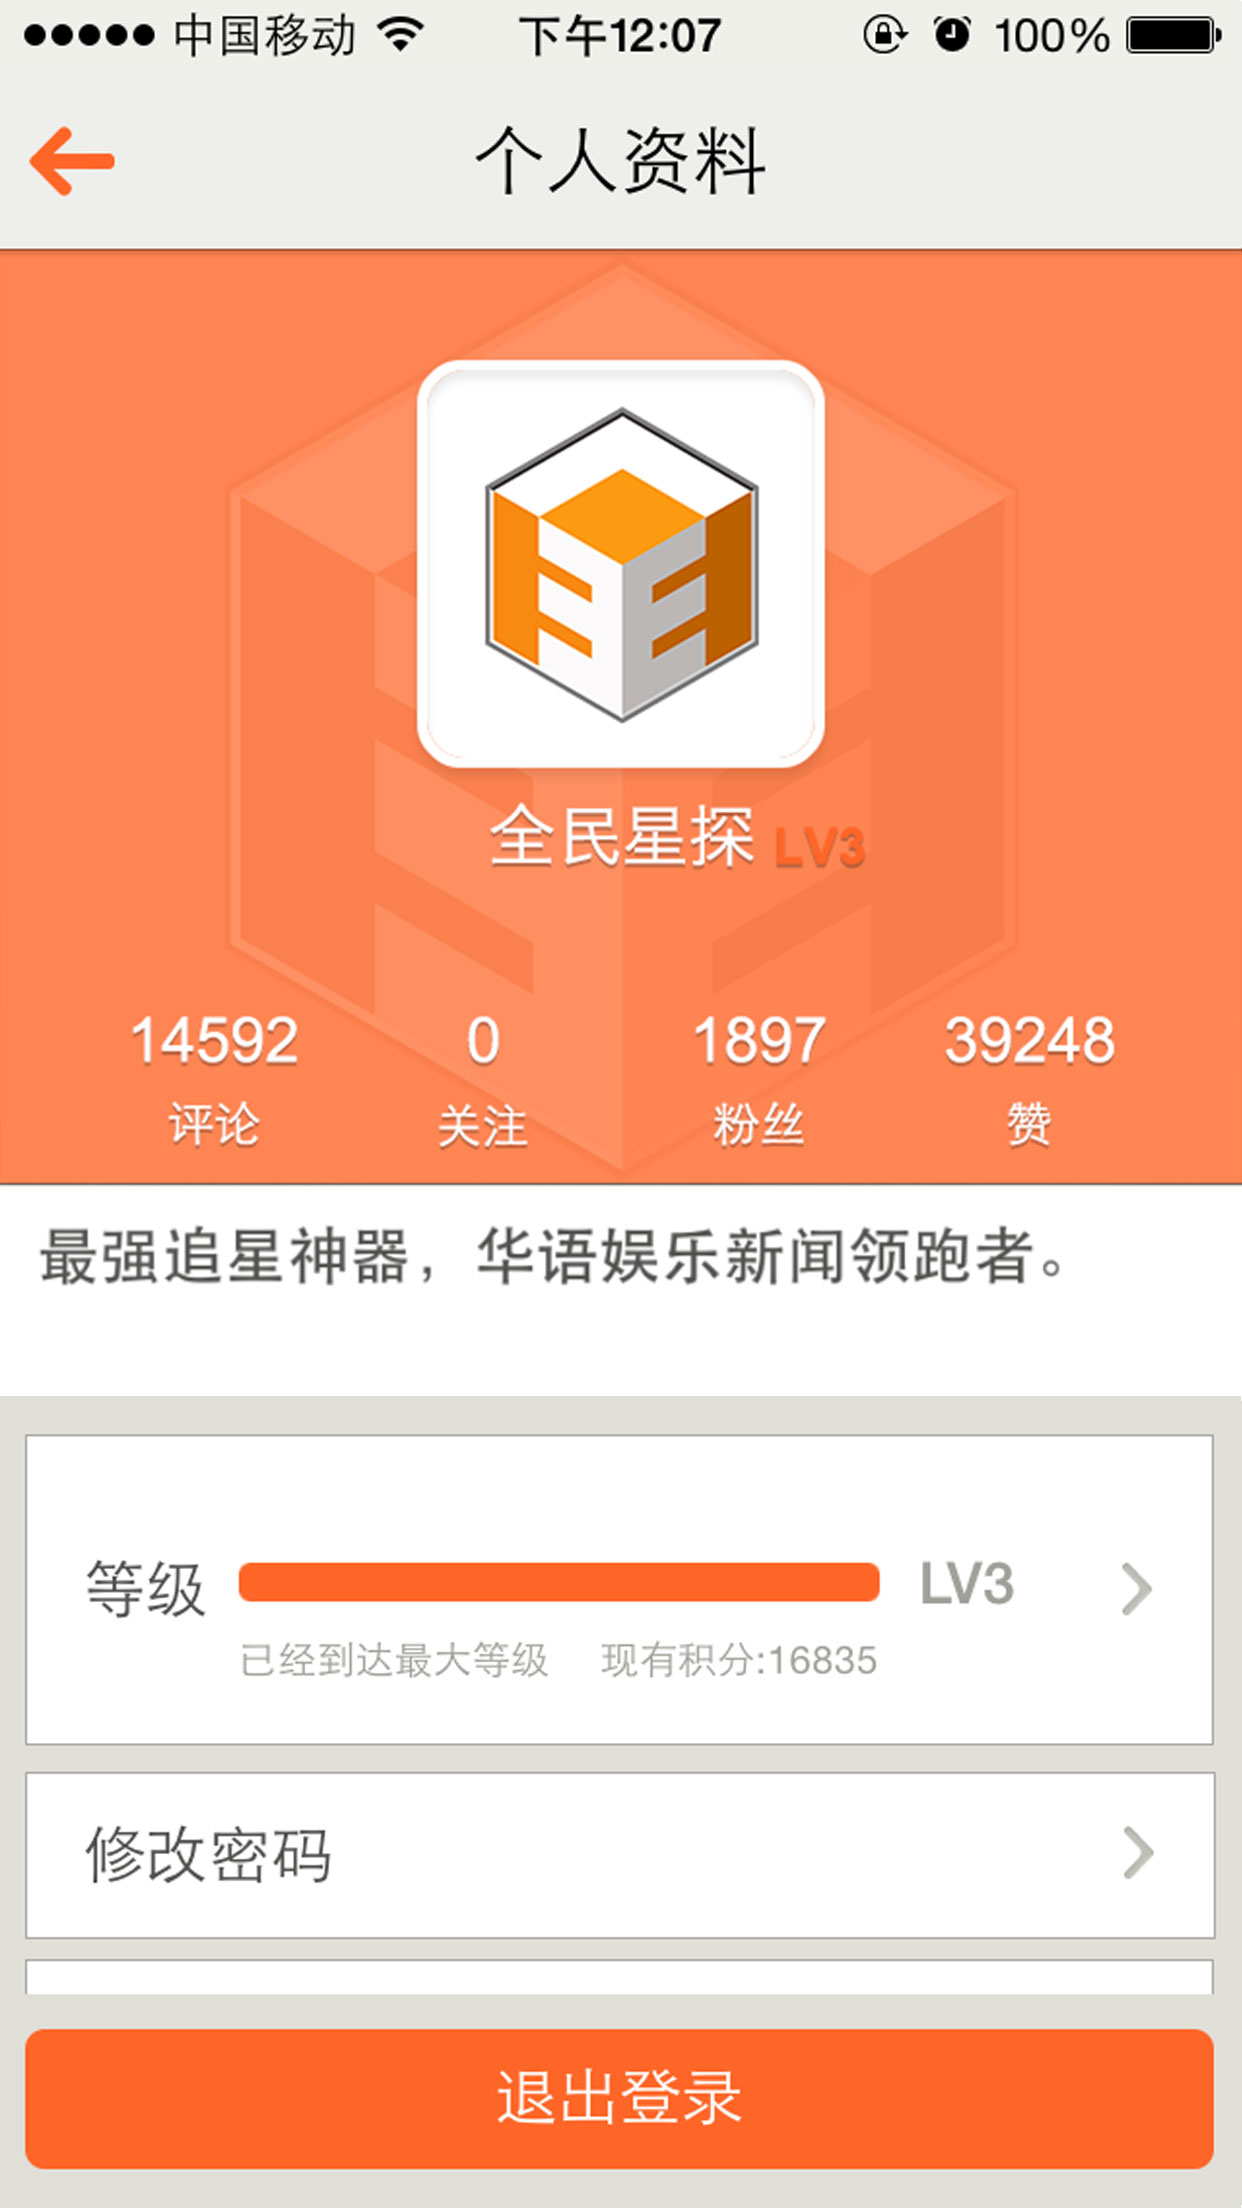 中国移动 下午12:07 100%
个人资料
全民星探 LV3
14592 0 1897 39248
评论 关注 粉丝 赞
最强追星神器，华语娱乐新闻领跑者。
等级 LV3
已经到达最大等级 现有积分:16835
修改密码
退出登录